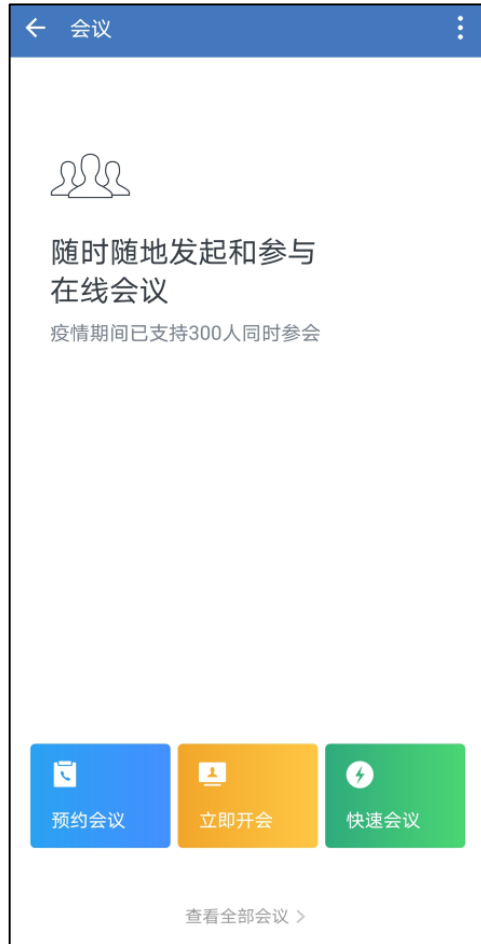 会议
随时随地发起和参与
在线会议
疫情期间已支持300人同时参会
预约会议
立即开会
快速会议
查看全部会议